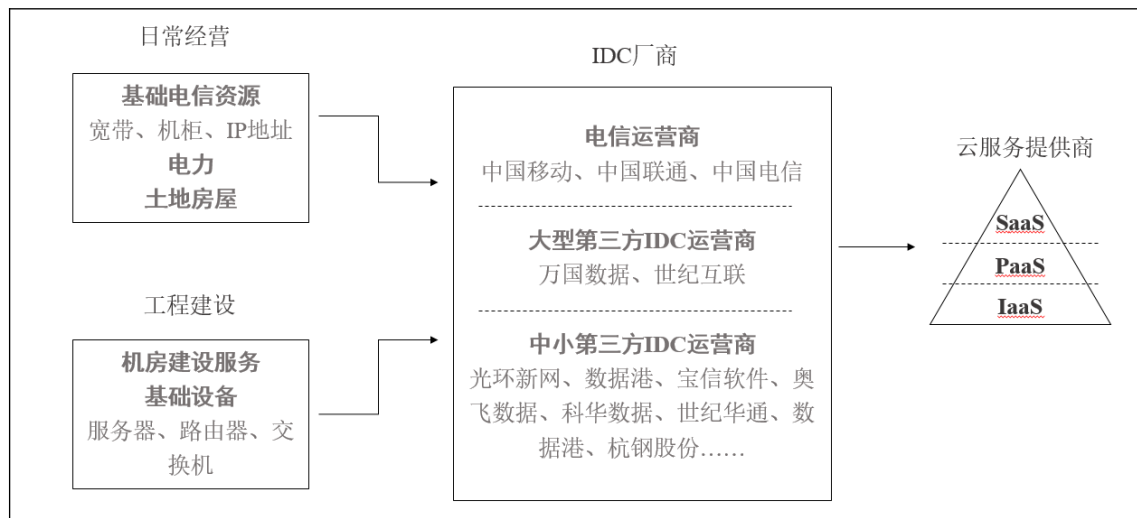 日常经营
基础电信资源
宽带、机柜、IP地址
电力
土地房屋
工程建设
机房建设服务
基础设备
服务器、路由器、交
换机
IDC厂商
电信运营商
中国移动、中国联通、中国电信
大型第三方IDC运营商
万国数据、世纪互联
中小第三方IDC运营商
光环新网、数据港、宝信软件、奥
飞数据、科华数据、世纪华通、数
据港、杭钢股份……
云服务提供商
SaaS
PaaS
IaaS